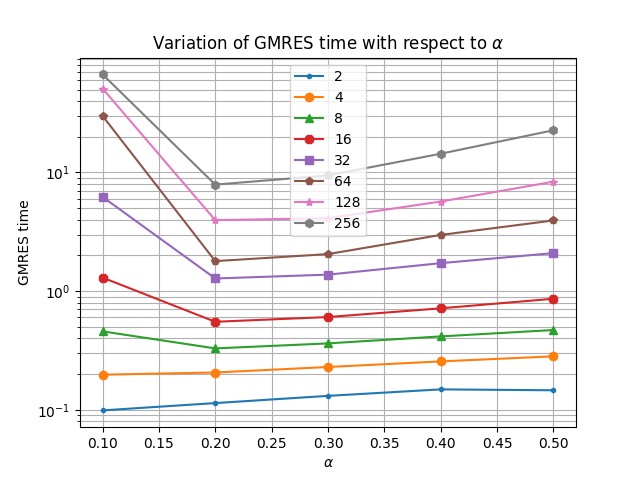 Variation of GMRES time with respect to α
2
4
8
16
32
64
128
256
10¹
10⁰
10⁻¹
GMRES time
0.10 0.15 0.20 0.25 0.30 0.35 0.40 0.45 0.50
α